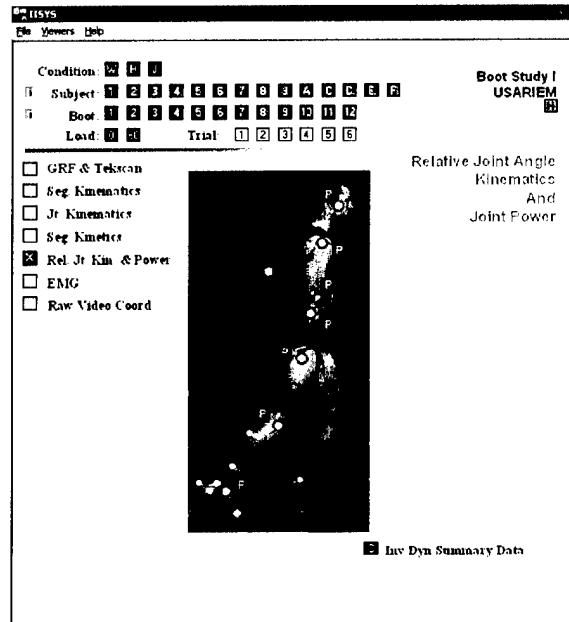 IISYS
File Viewers Help
Condition: W H J
Subject: 1 2 3 4 5 6 7 8 9 A C
Boot: 1 2 3 4 5 6 7 8 9 10 11 12
Load:
Trial: 1 2 3 4 5 6
Boot Study I
USARIEM
GRF & Tekscan
Seg Kinematics
Jt Kinematics
Seg Kinetics
Rel. Jt Kin & Power
EMG
Raw Video Coord
Relative Joint Angle
Kinematics
And
Joint Power
P
P
P
P
P
P
Inv Dyn Summary Data